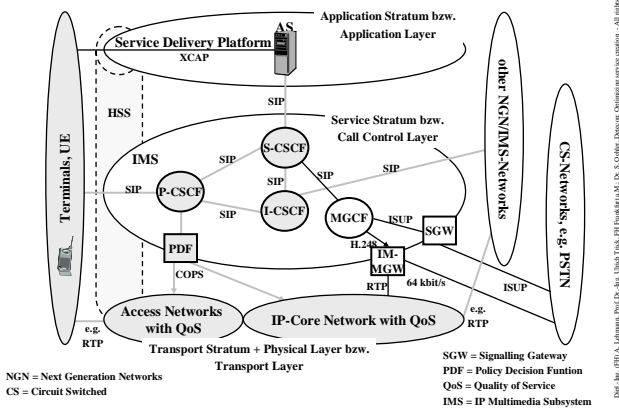 Application Stratum bzw.
Application Layer
AS
Service Delivery Platform
XCAP
SIP
HSS
Service Stratum bzw.
Call Control Layer
IMS
S-CSCF
SIP
SIP
SIP
SIP
SIP
P-CSCF
SIP
I-CSCF
MGCF
ISUP
SGW
H.248
PDF
IM-
MGW
COPS
RTP
64 kbit/s
ISUP
Terminals, UE
other NGN/IMS-Networks
CS-Networks, e.g. PSTN
Access Networks
with QoS
IP-Core Network with QoS
e.g.
RTP
e.g.
RTP
Transport Stratum + Physical Layer bzw.
Transport Layer
NGN = Next Generation Networks
CS = Circuit Switched
SGW = Signalling Gateway
PDF = Policy Decision Funtion
QoS = Quality of Service
IMS = IP Multimedia Subsystem